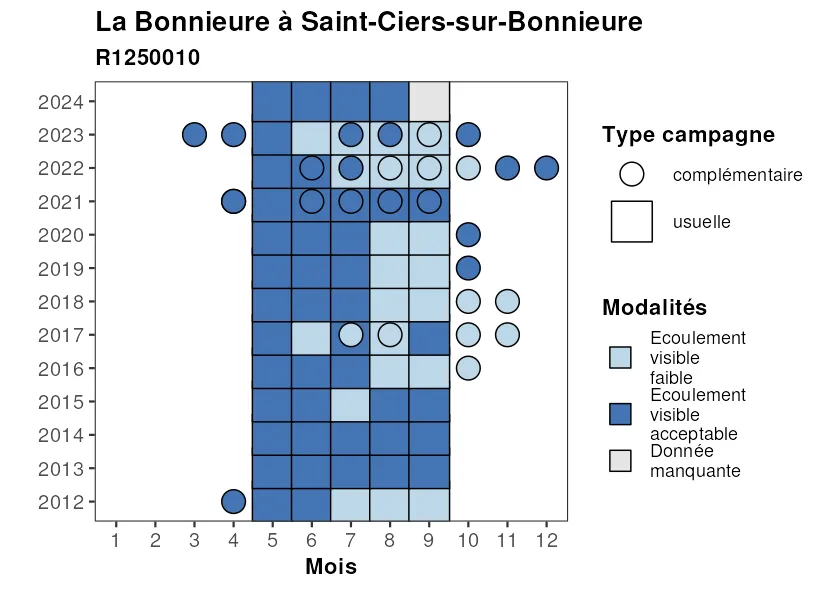 La Bonnieure à Saint-Ciers-sur-Bonnieure
R1250010
2024
2023
2022
2021
2020
2019
2018
2017
2016
2015
2014
2013
2012
1 2 3 4 5 6 7 8 9 10 11 12
Mois
Type campagne
complémentaire
usuelle
Modalités
Ecoulement
visible
faible
Ecoulement
visible
acceptable
Donnée
manquante